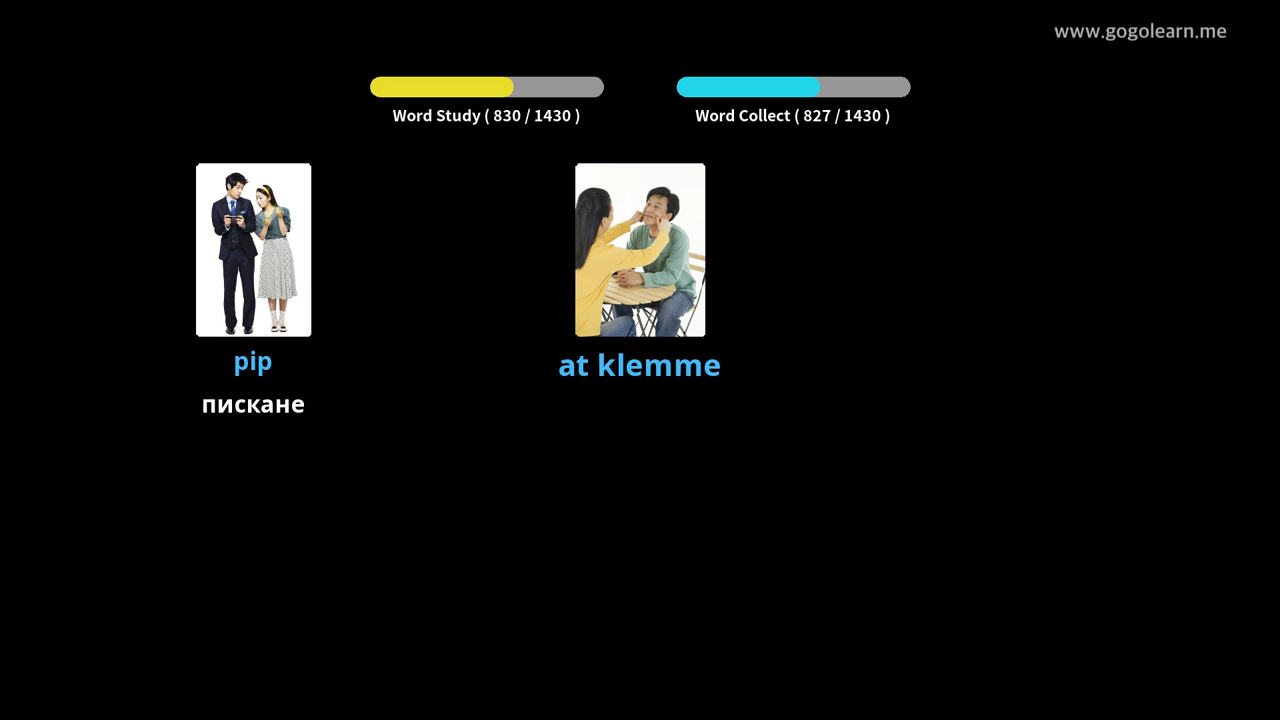 www.gogolearn.me
Word Study ( 830 / 1430 )
Word Collect ( 827 / 1430 )
pip
пискане
at klemme